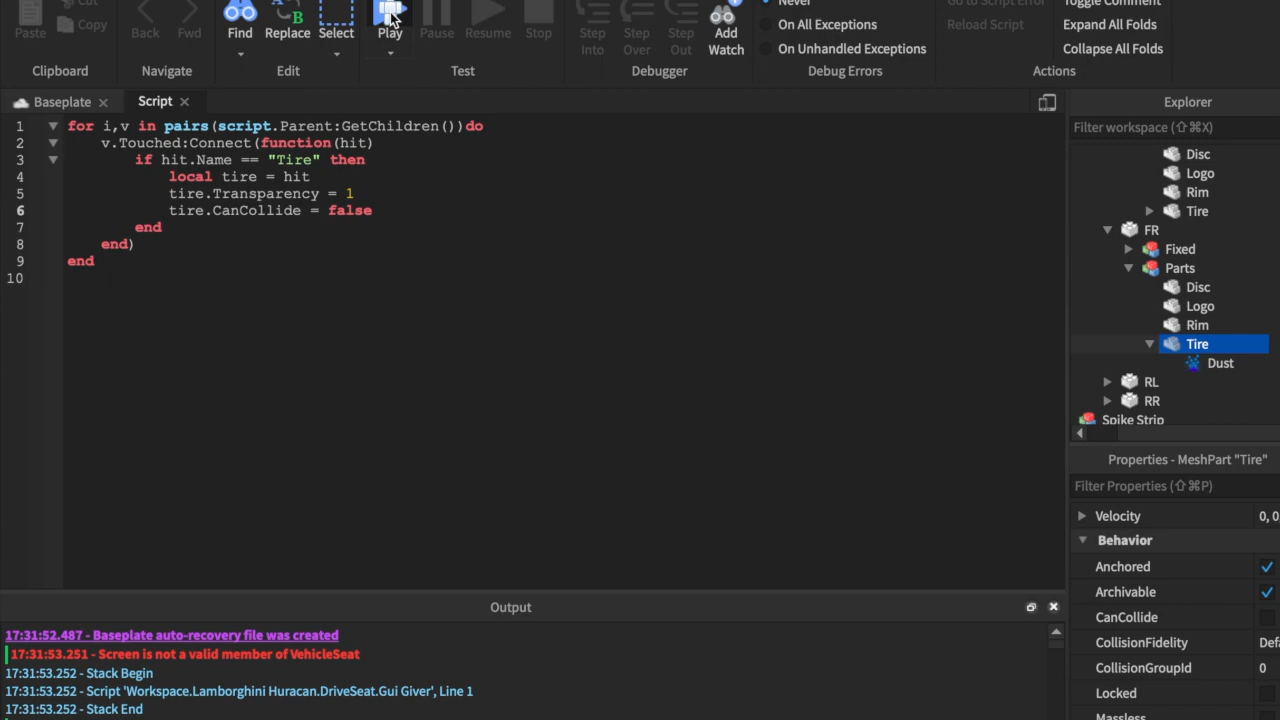 Cut
Never
Go to Script Error
Toggle Comment
Paste
Copy
Back
Fwd
Find
Replace
Select
Play
Pause
Resume
Stop
Step Into
Step Over
Step Out
Add Watch
On All Exceptions
On Unhandled Exceptions
Reload Script
Expand All Folds
Collapse All Folds
Clipboard
Navigate
Edit
Test
Debugger
Debug Errors
Actions
Baseplate
Script
1 for i,v in pairs(script.Parent:GetChildren())do
2 v.Touched:Connect(function(hit)
3 if hit.Name == "Tire" then
4 local tire = hit
5 tire.Transparency = 1
6 tire.CanCollide = false
7 end
8 end)
9 end
10
Explorer
Filter workspace (⇧⌘X)
Disc
Logo
Rim
Tire
FR
Fixed
Parts
Disc
Logo
Rim
Tire
Dust
RL
RR
Spike Strip
Properties - MeshPart "Tire"
Filter Properties (⇧⌘P)
Velocity 0, 0
Behavior
Anchored
Archivable
CanCollide
CollisionFidelity Def
CollisionGroupId 0
Locked
Massless
Output
17:31:52.487 - Baseplate auto-recovery file was created
17:31:53.251 - Screen is not a valid member of VehicleSeat
17:31:53.252 - Stack Begin
17:31:53.252 - Script 'Workspace.Lamborghini Huracan.DriveSeat.Gui Giver', Line 1
17:31:53.252 - Stack End